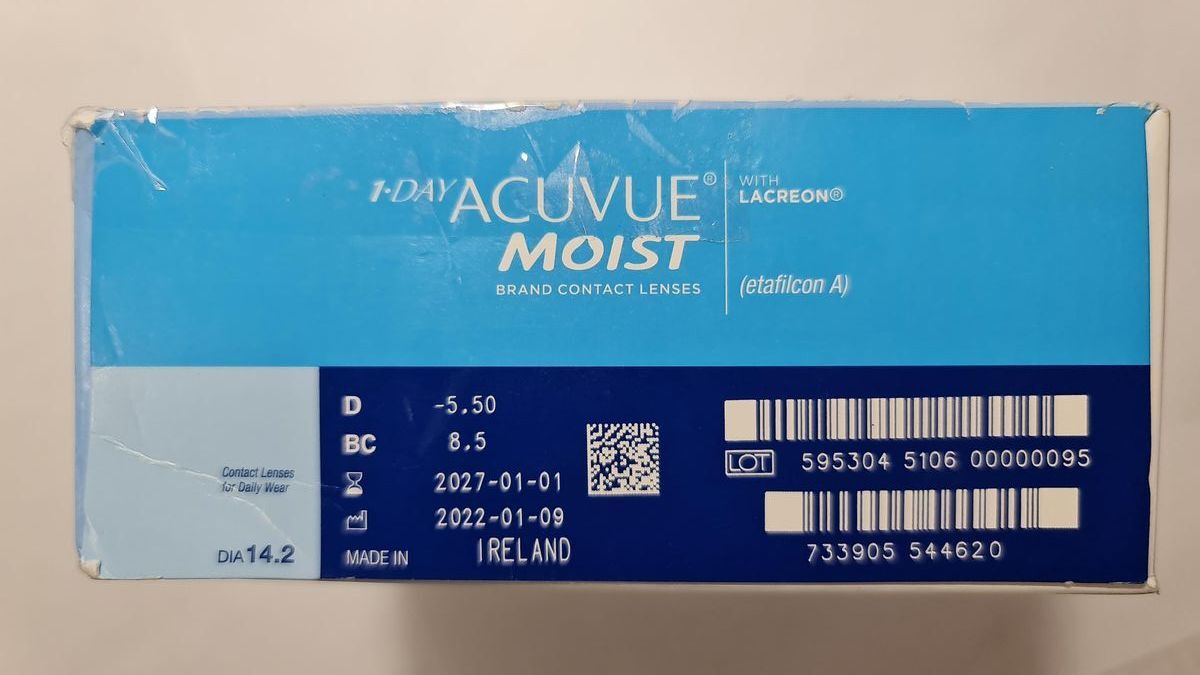 1·DAY ACUVUE® MOIST
BRAND CONTACT LENSES
WITH
LACREON®
(etafilcon A)
Contact Lenses
for Daily Wear
DIA 14.2
D -5.50
BC 8.5
2027-01-01
2022-01-09
MADE IN IRELAND
LOT 595304 5106 00000095
733905 544620